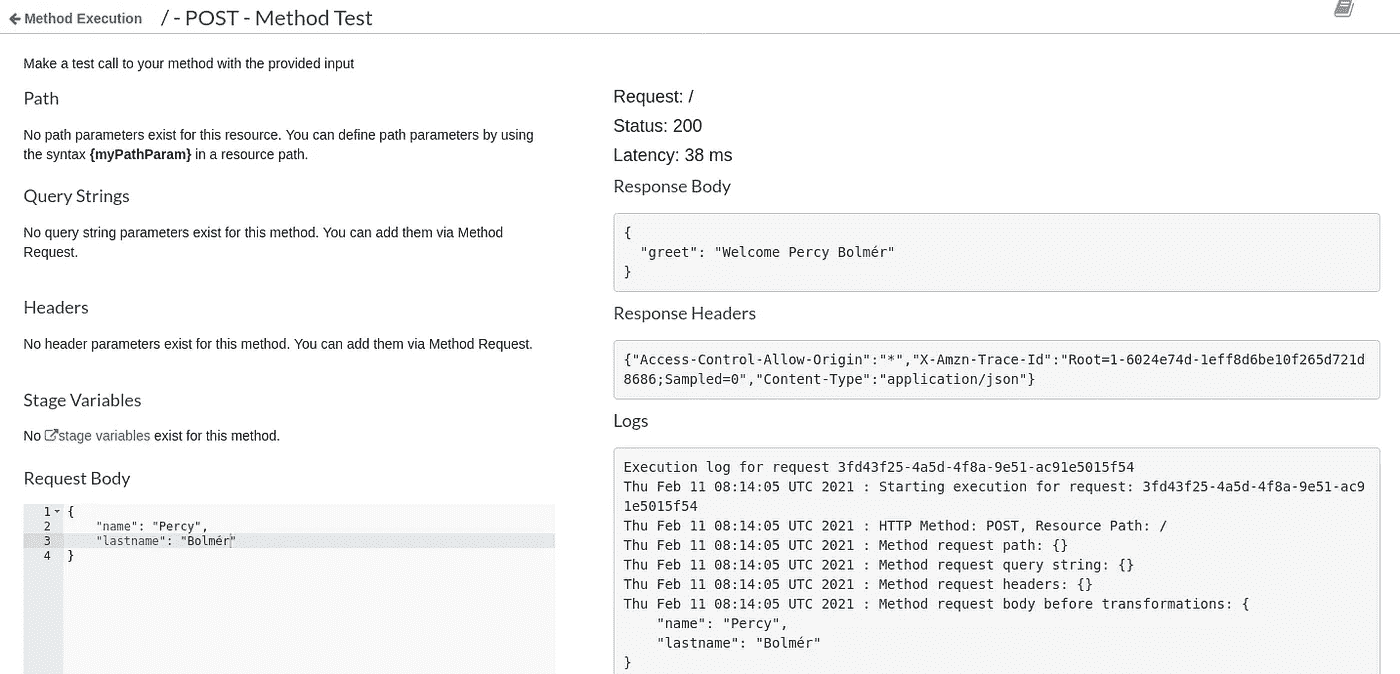 Method Execution / - POST - Method Test
Make a test call to your method with the provided input
Path
No path parameters exist for this resource. You can define path parameters by using
the syntax {myPathParam} in a resource path.
Query Strings
No query string parameters exist for this method. You can add them via Method
Request.
Headers
No header parameters exist for this method. You can add them via Method Request.
Stage Variables
No stage variables exist for this method.
Request Body
1 {
2 "name": "Percy",
3 "lastname": "Bolmér"
4 }
Request: /
Status: 200
Latency: 38 ms
Response Body
{
"greet": "Welcome Percy Bolmér"
}
Response Headers
{"Access-Control-Allow-Origin":"*","X-Amzn-Trace-Id":"Root=1-6024e74d-1eff8d6be10f265d721d
8686;Sampled=0","Content-Type":"application/json"}
Logs
Execution log for request 3fd43f25-4a5d-4f8a-9e51-ac91e5015f54
Thu Feb 11 08:14:05 UTC 2021 : Starting execution for request: 3fd43f25-4a5d-4f8a-9e51-ac9
1e5015f54
Thu Feb 11 08:14:05 UTC 2021 : HTTP Method: POST, Resource Path: /
Thu Feb 11 08:14:05 UTC 2021 : Method request path: {}
Thu Feb 11 08:14:05 UTC 2021 : Method request query string: {}
Thu Feb 11 08:14:05 UTC 2021 : Method request headers: {}
Thu Feb 11 08:14:05 UTC 2021 : Method request body before transformations: {
"name": "Percy",
"lastname": "Bolmér"
}